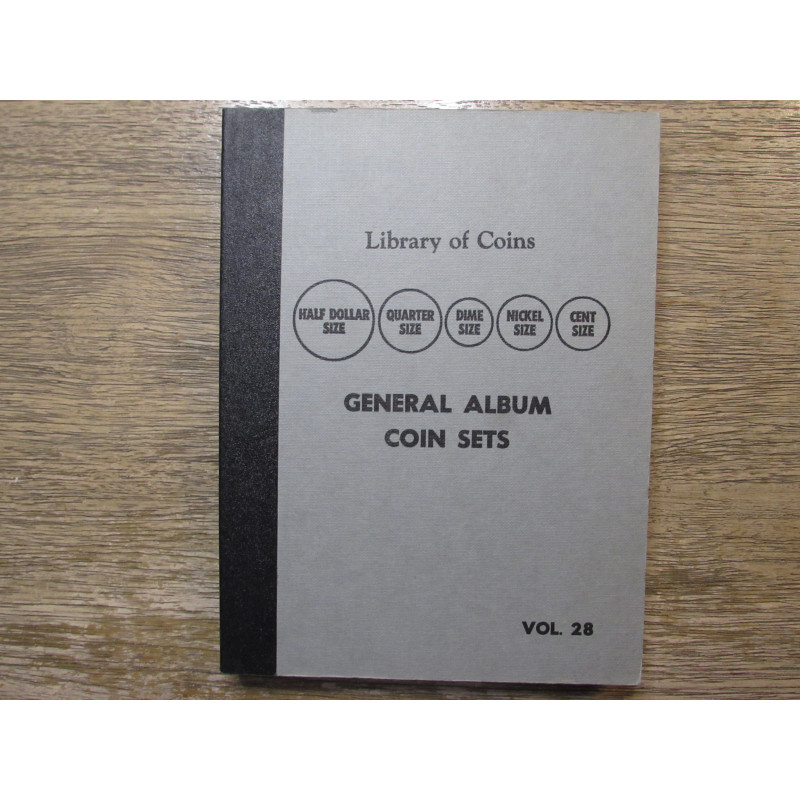 Library of Coins
HALF DOLLAR SIZE
QUARTER SIZE
DIME SIZE
NICKEL SIZE
CENT SIZE
GENERAL ALBUM
COIN SETS
VOL. 28